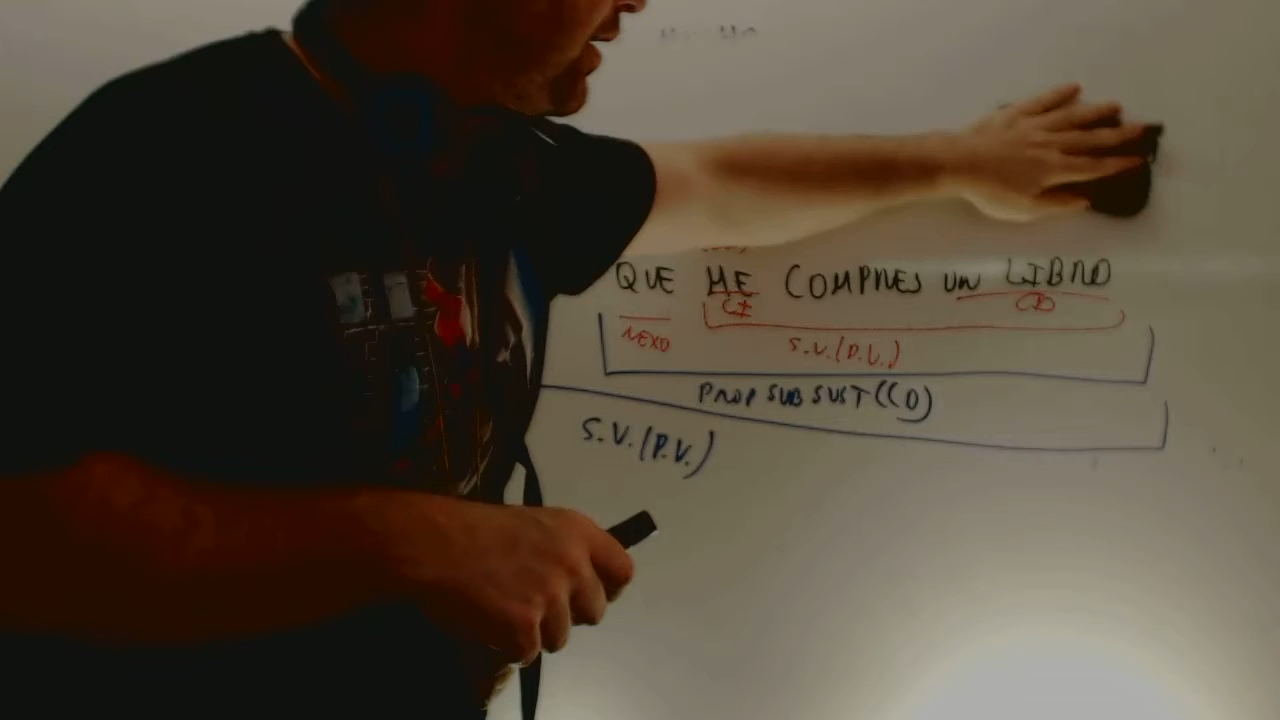 QUE ME COMPRES UN LIBRO
CI CD
NEXO S.V.(P.V.)
PROP SUB SUST (CD)
S.V.(P.V.)